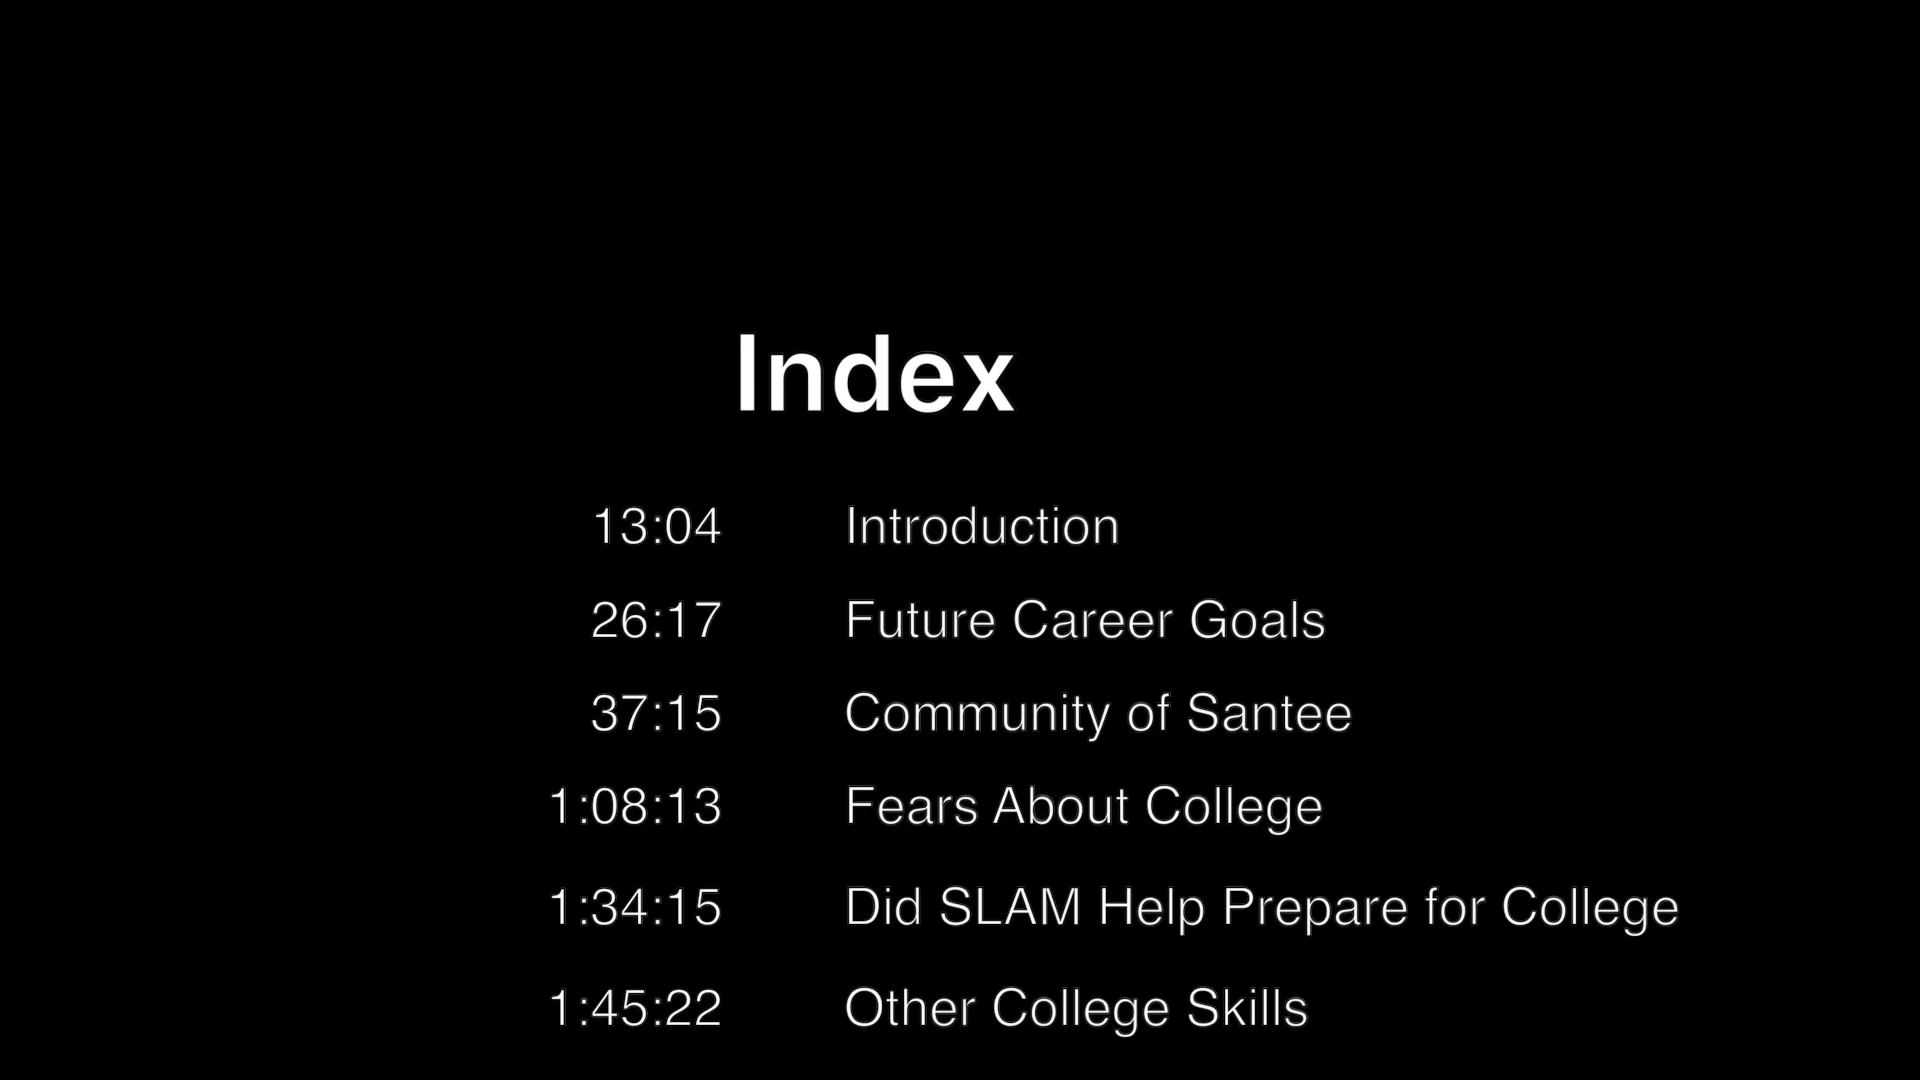 Index
13:04 Introduction
26:17 Future Career Goals
37:15 Community of Santee
1:08:13 Fears About College
1:34:15 Did SLAM Help Prepare for College
1:45:22 Other College Skills